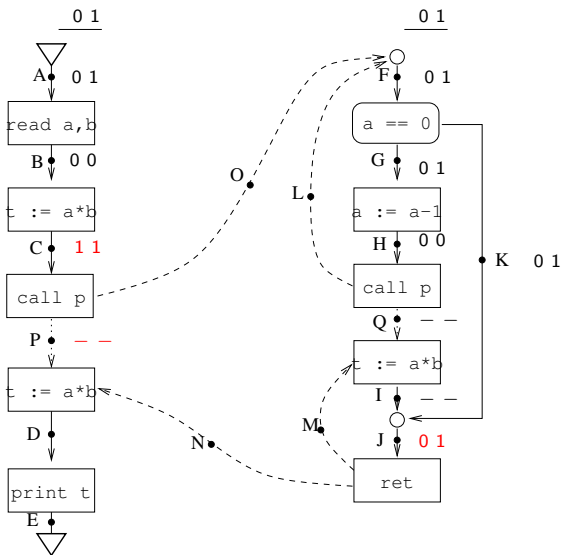 0 1
A 0 1
read a,b
B 0 0
t := a*b
C 1 1
call p
P – –
t := a*b
D
print t
E
O
N
0 1
F 0 1
a == 0
G 0 1
a := a-1
H 0 0
call p
Q – –
t := a*b
I – –
J 0 1
ret
L
M
K 0 1